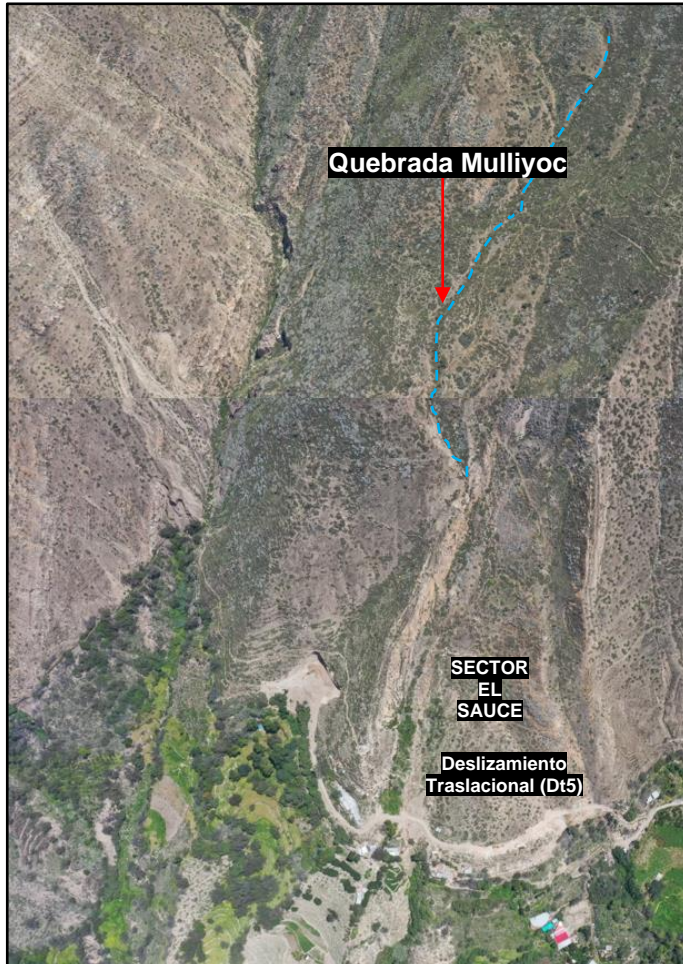 Quebrada Mulliyoc
SECTOR
EL
SAUCE
Deslizamiento
Traslacional (Dt5)